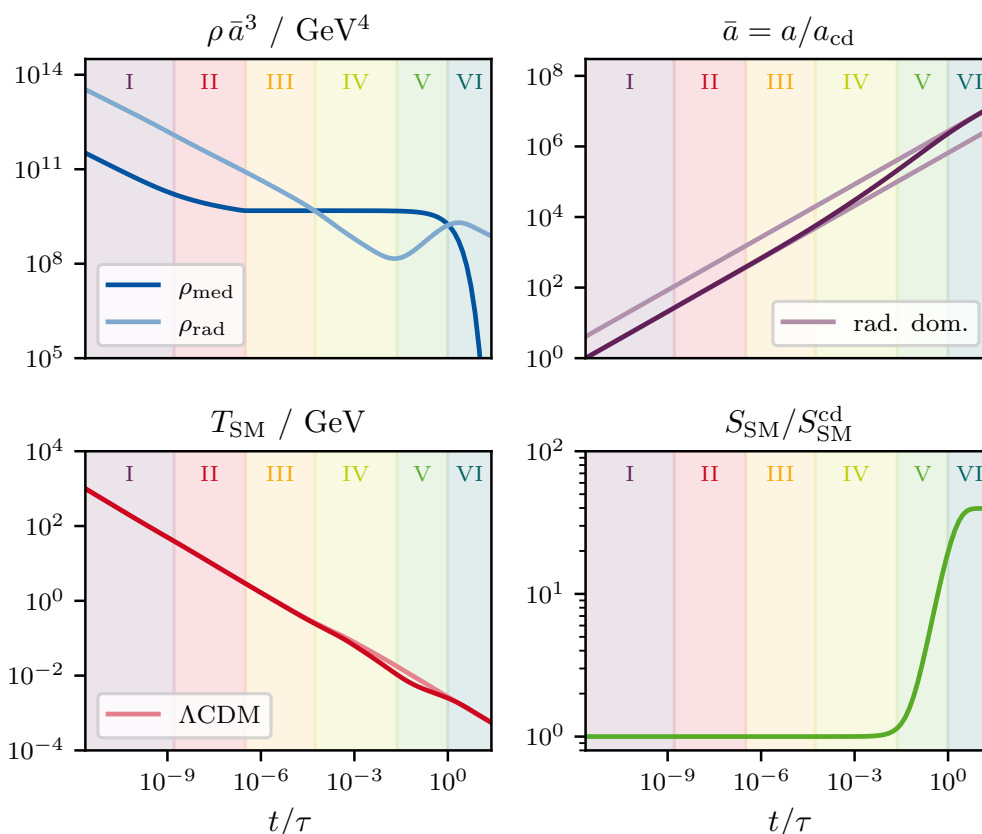 ρ ā³ / GeV⁴
10¹⁴
10¹¹
10⁸
10⁵
I II III IV V VI
ρ_med
ρ_rad
ā = a/a_cd
10⁸
10⁶
10⁴
10²
10⁰
I II III IV V VI
rad. dom.
T_SM / GeV
10⁴
10²
10⁰
10⁻²
10⁻⁴
I II III IV V VI
ΛCDM
10⁻⁹ 10⁻⁶ 10⁻³ 10⁰
t/τ
S_SM/S_SM^cd
10²
10¹
10⁰
I II III IV V VI
10⁻⁹ 10⁻⁶ 10⁻³ 10⁰
t/τ